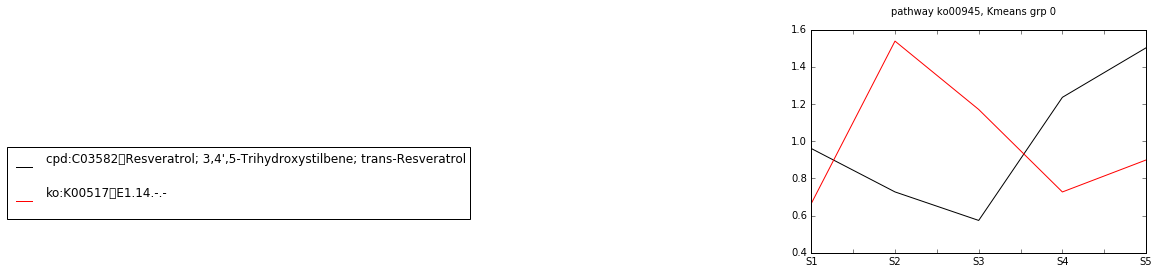 pathway ko00945, Kmeans grp 0
1.6
1.4
1.2
1.0
0.8
0.6
0.4
S1 S2 S3 S4 S5
cpd:C03582▯Resveratrol; 3,4',5-Trihydroxystilbene; trans-Resveratrol
ko:K00517▯E1.14.-.-